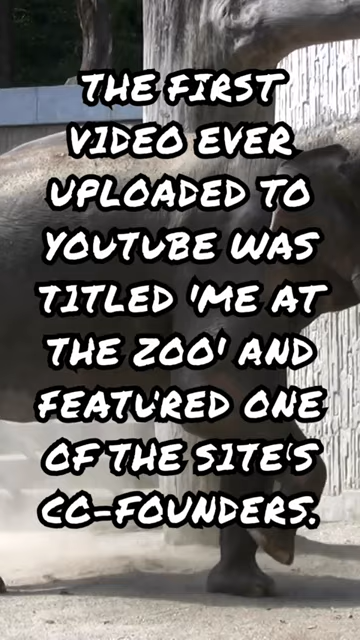 THE FIRST
VIDEO EVER
UPLOADED TO
YOUTUBE WAS
TITLED 'ME AT
THE ZOO' AND
FEATURED ONE
OF THE SITE'S
CO-FOUNDERS.